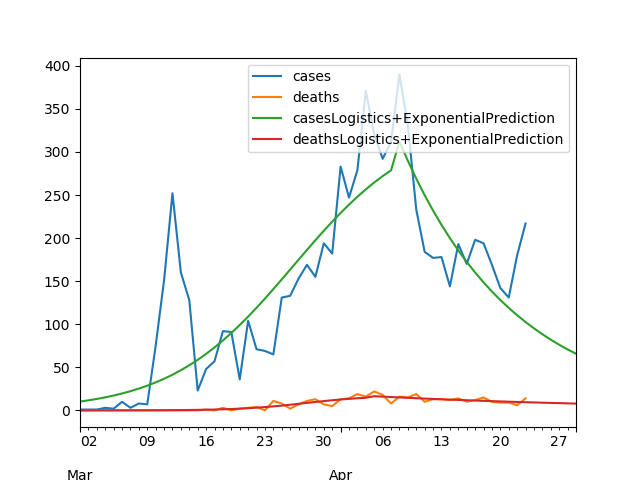 400
350
300
250
200
150
100
50
0
cases
deaths
casesLogistics+ExponentialPrediction
deathsLogistics+ExponentialPrediction
02 09 16 23 30 06 13 20 27
Mar Apr